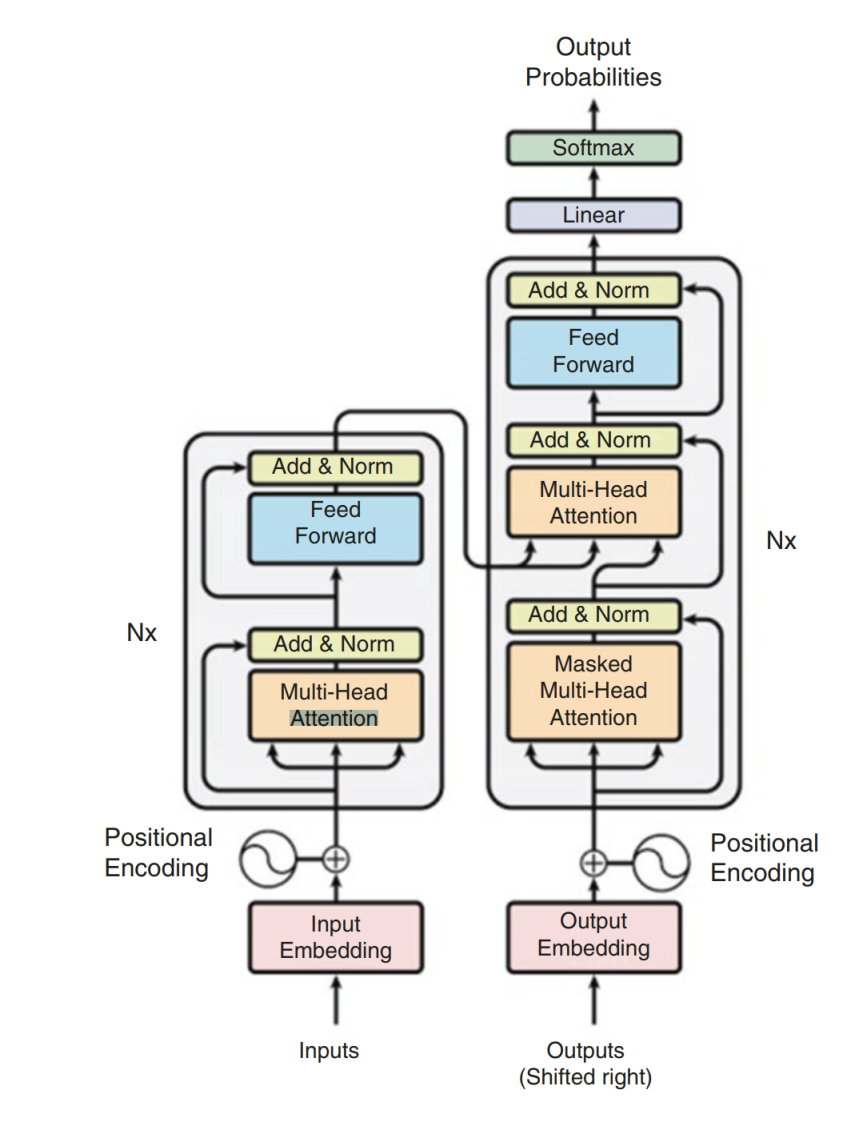 Output
Probabilities
Softmax
Linear
Add & Norm
Feed
Forward
Add & Norm
Multi-Head
Attention
Nx
Add & Norm
Masked
Multi-Head
Attention
Add & Norm
Feed
Forward
Nx
Add & Norm
Multi-Head
Attention
Positional
Encoding
Positional
Encoding
Input
Embedding
Output
Embedding
Inputs
Outputs
(Shifted right)